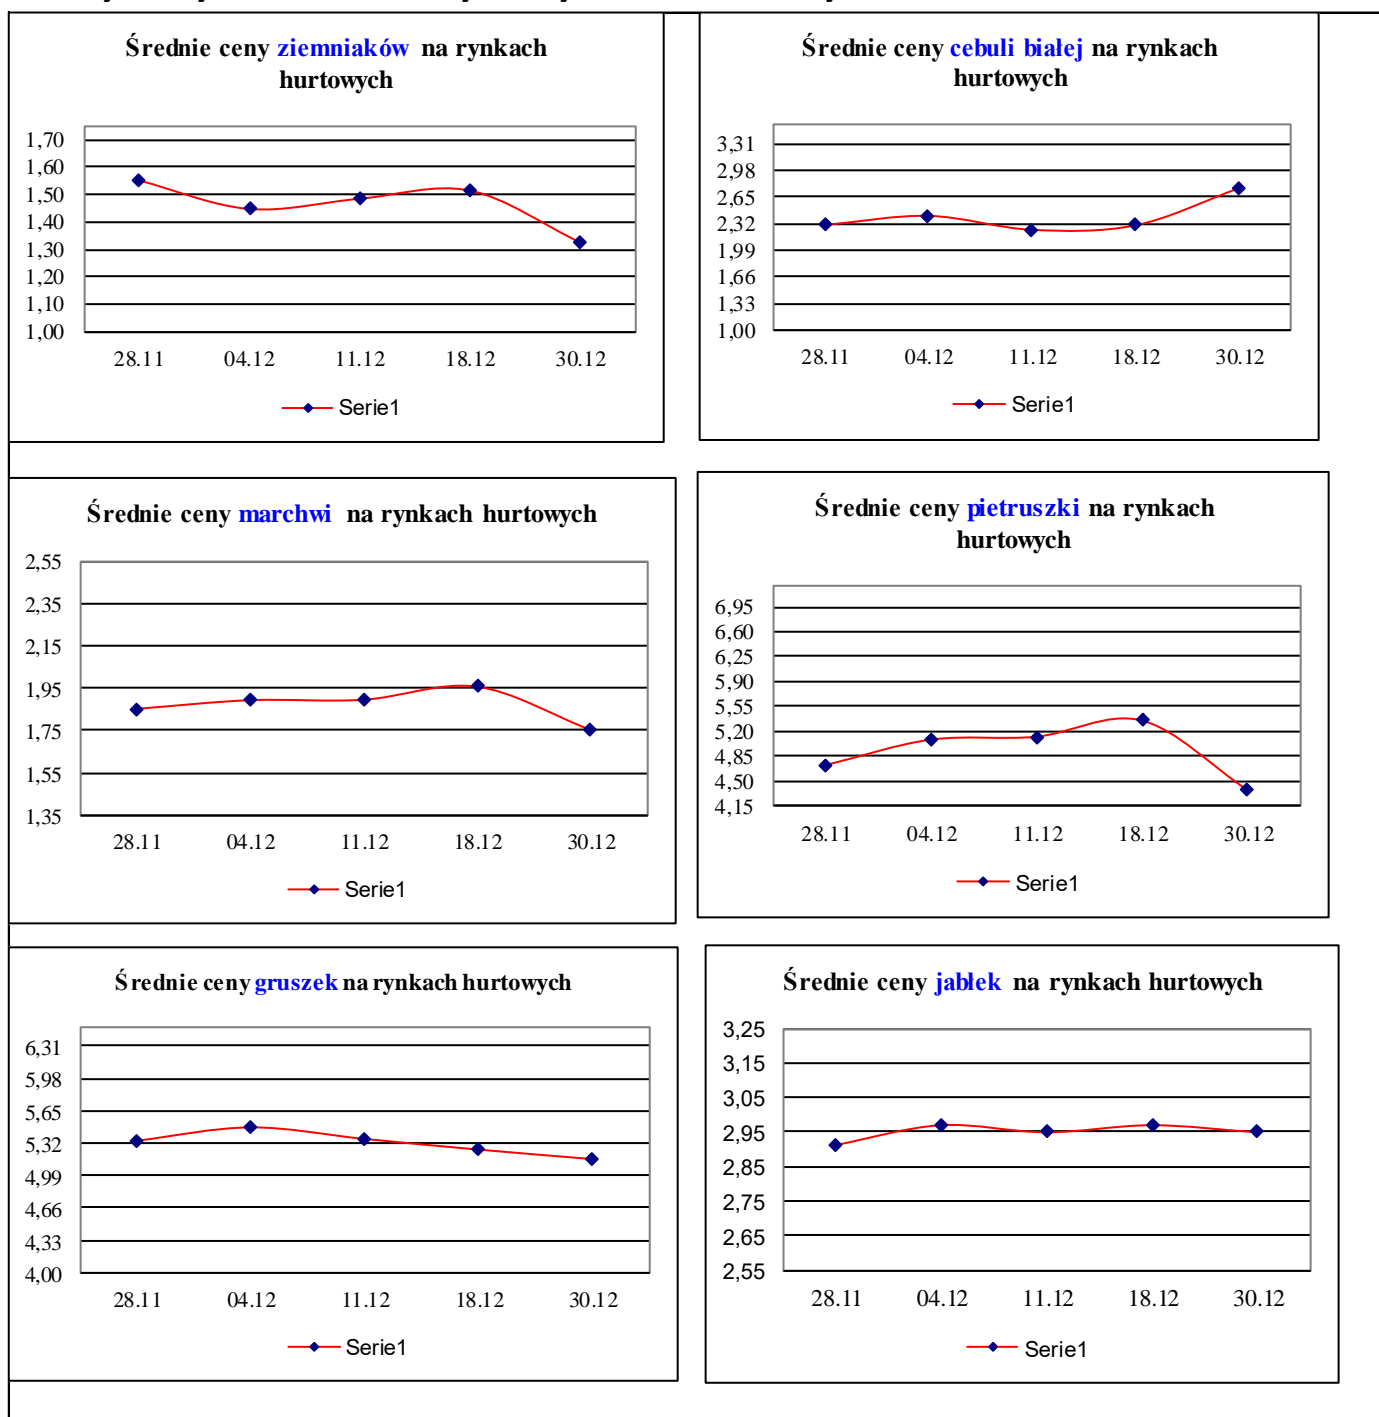 Średnie ceny ziemniaków na rynkach
hurtowych
1,70
1,60
1,50
1,40
1,30
1,20
1,10
1,00
28.11 04.12 11.12 18.12 30.12
Serie1
Średnie ceny cebuli białej na rynkach
hurtowych
3,31
2,98
2,65
2,32
1,99
1,66
1,33
1,00
28.11 04.12 11.12 18.12 30.12
Serie1
Średnie ceny marchwi na rynkach hurtowych
2,55
2,35
2,15
1,95
1,75
1,55
1,35
28.11 04.12 11.12 18.12 30.12
Serie1
Średnie ceny pietruszki na rynkach
hurtowych
6,95
6,60
6,25
5,90
5,55
5,20
4,85
4,50
4,15
28.11 04.12 11.12 18.12 30.12
Serie1
Średnie ceny gruszek na rynkach hurtowych
6,31
5,98
5,65
5,32
4,99
4,66
4,33
4,00
28.11 04.12 11.12 18.12 30.12
Serie1
Średnie ceny jabłek na rynkach hurtowych
3,25
3,15
3,05
2,95
2,85
2,75
2,65
2,55
28.11 04.12 11.12 18.12 30.12
Serie1